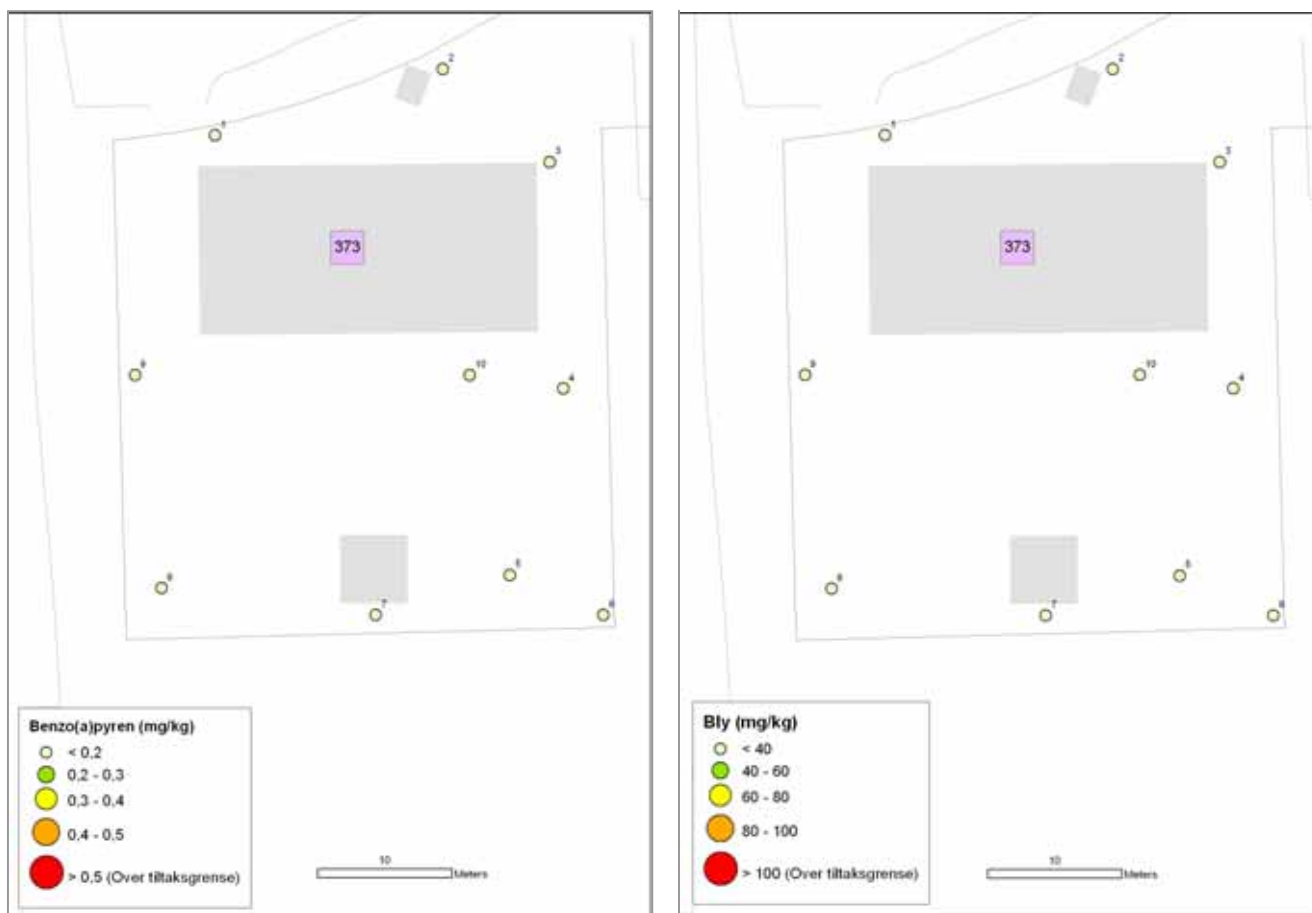 2
1
3
373
9
10
4
5
7
Benzo(a)pyren (mg/kg)
< 0,2
0,2 - 0,3
0,3 - 0,4
0,4 - 0,5
> 0,5 (Over tiltaksgrense)
10
Meters
2
1
3
373
9
10
4
5
8
7
6
Bly (mg/kg)
< 40
40 - 60
60 - 80
80 - 100
> 100 (Over tiltaksgrense)
10
Meters